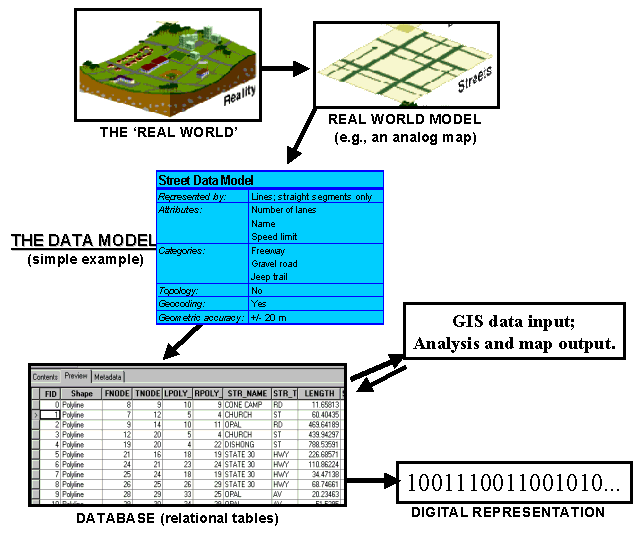 Reality
Streets
THE ‘REAL WORLD’
REAL WORLD MODEL
(e.g., an analog map)
Street Data Model
Represented by: Lines; straight segments only
Attributes: Number of lanes
Name
Speed limit
Categories: Freeway
Gravel road
Jeep trail
Topology: No
Geocoding: Yes
Geometric accuracy: +/- 20 m
THE DATA MODEL
(simple example)
GIS data input;
Analysis and map output.
Contents Preview Metadata
FID Shape FNODE TNODE LPOLY_ RPOLY_ STR_NAME STR_T LENGTH
0 Polyline 8 9 10 9 CONE CAMP RD 11.65813
1 Polyline 7 12 5 4 CHURCH ST 60.40435
2 Polyline 9 14 10 11 OPAL RD 469.64189
3 Polyline 12 20 5 4 CHURCH ST 439.94297
4 Polyline 19 20 4 22 DISHONG ST 788.53591
5 Polyline 21 16 18 19 STATE 30 HWY 226.68571
6 Polyline 24 21 23 24 STATE 30 HWY 110.86224
7 Polyline 25 24 18 19 STATE 30 HWY 34.47138
8 Polyline 26 25 26 29 STATE 30 HWY 68.74661
9 Polyline 28 29 33 25 OPAL AV 20.23463
DATABASE (relational tables)
1001110011001010...
DIGITAL REPRESENTATION